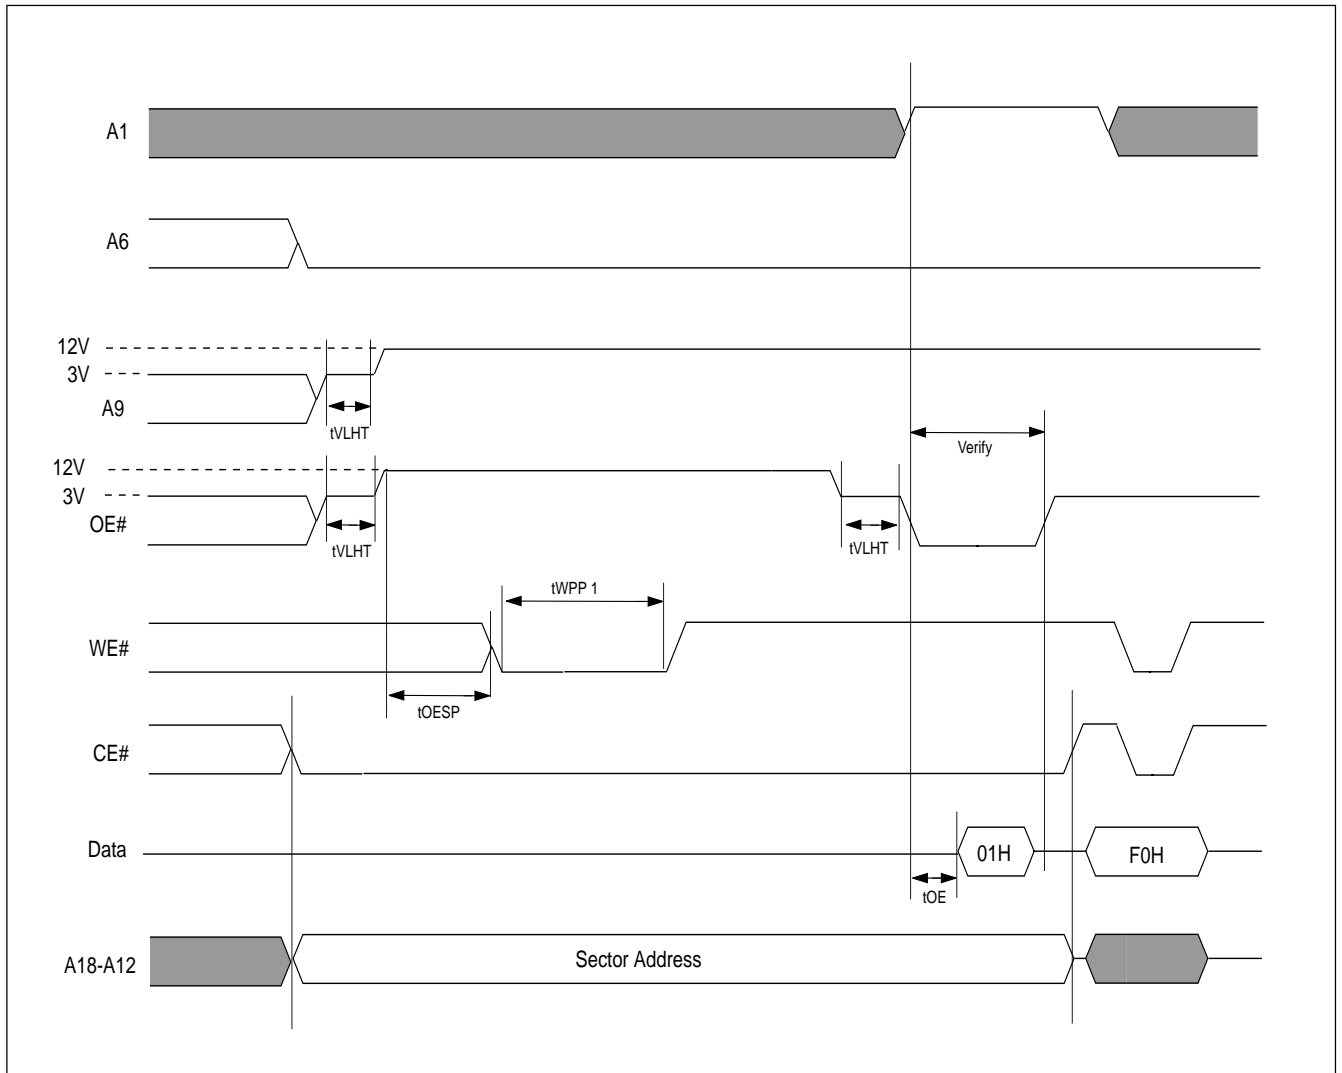 A1
A6
12V
3V
A9
tVLHT
Verify
12V
3V
OE#
tVLHT
tVLHT
tWPP 1
WE#
tOESP
CE#
Data
01H
F0H
tOE
A18-A12
Sector Address